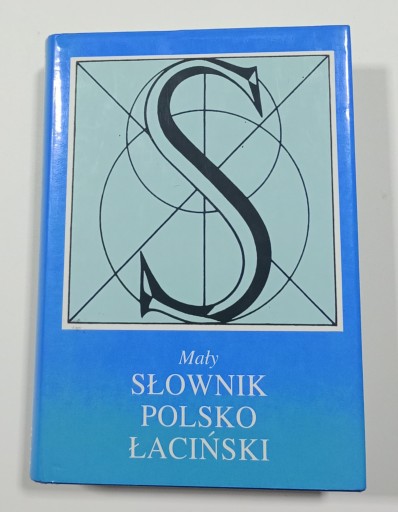 S
Mały
SŁOWNIK
POLSKO
ŁACIŃSKI